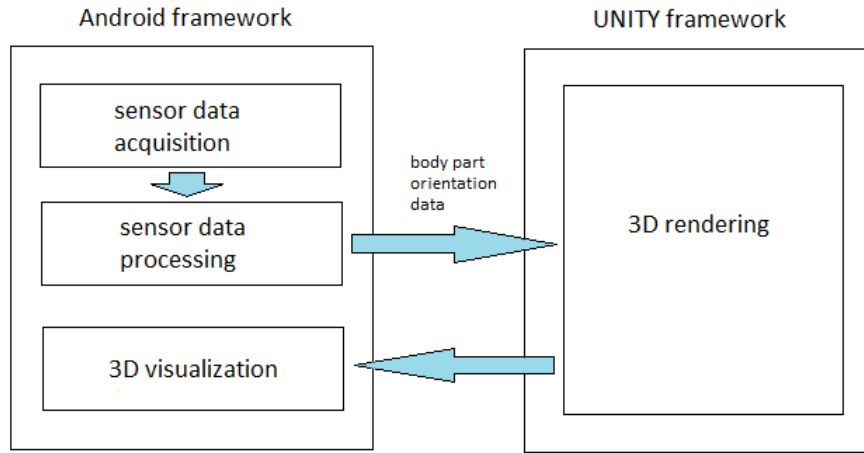 Android framework
UNITY framework
sensor data
acquisition
body part
orientation
data
sensor data
processing
3D rendering
3D visualization